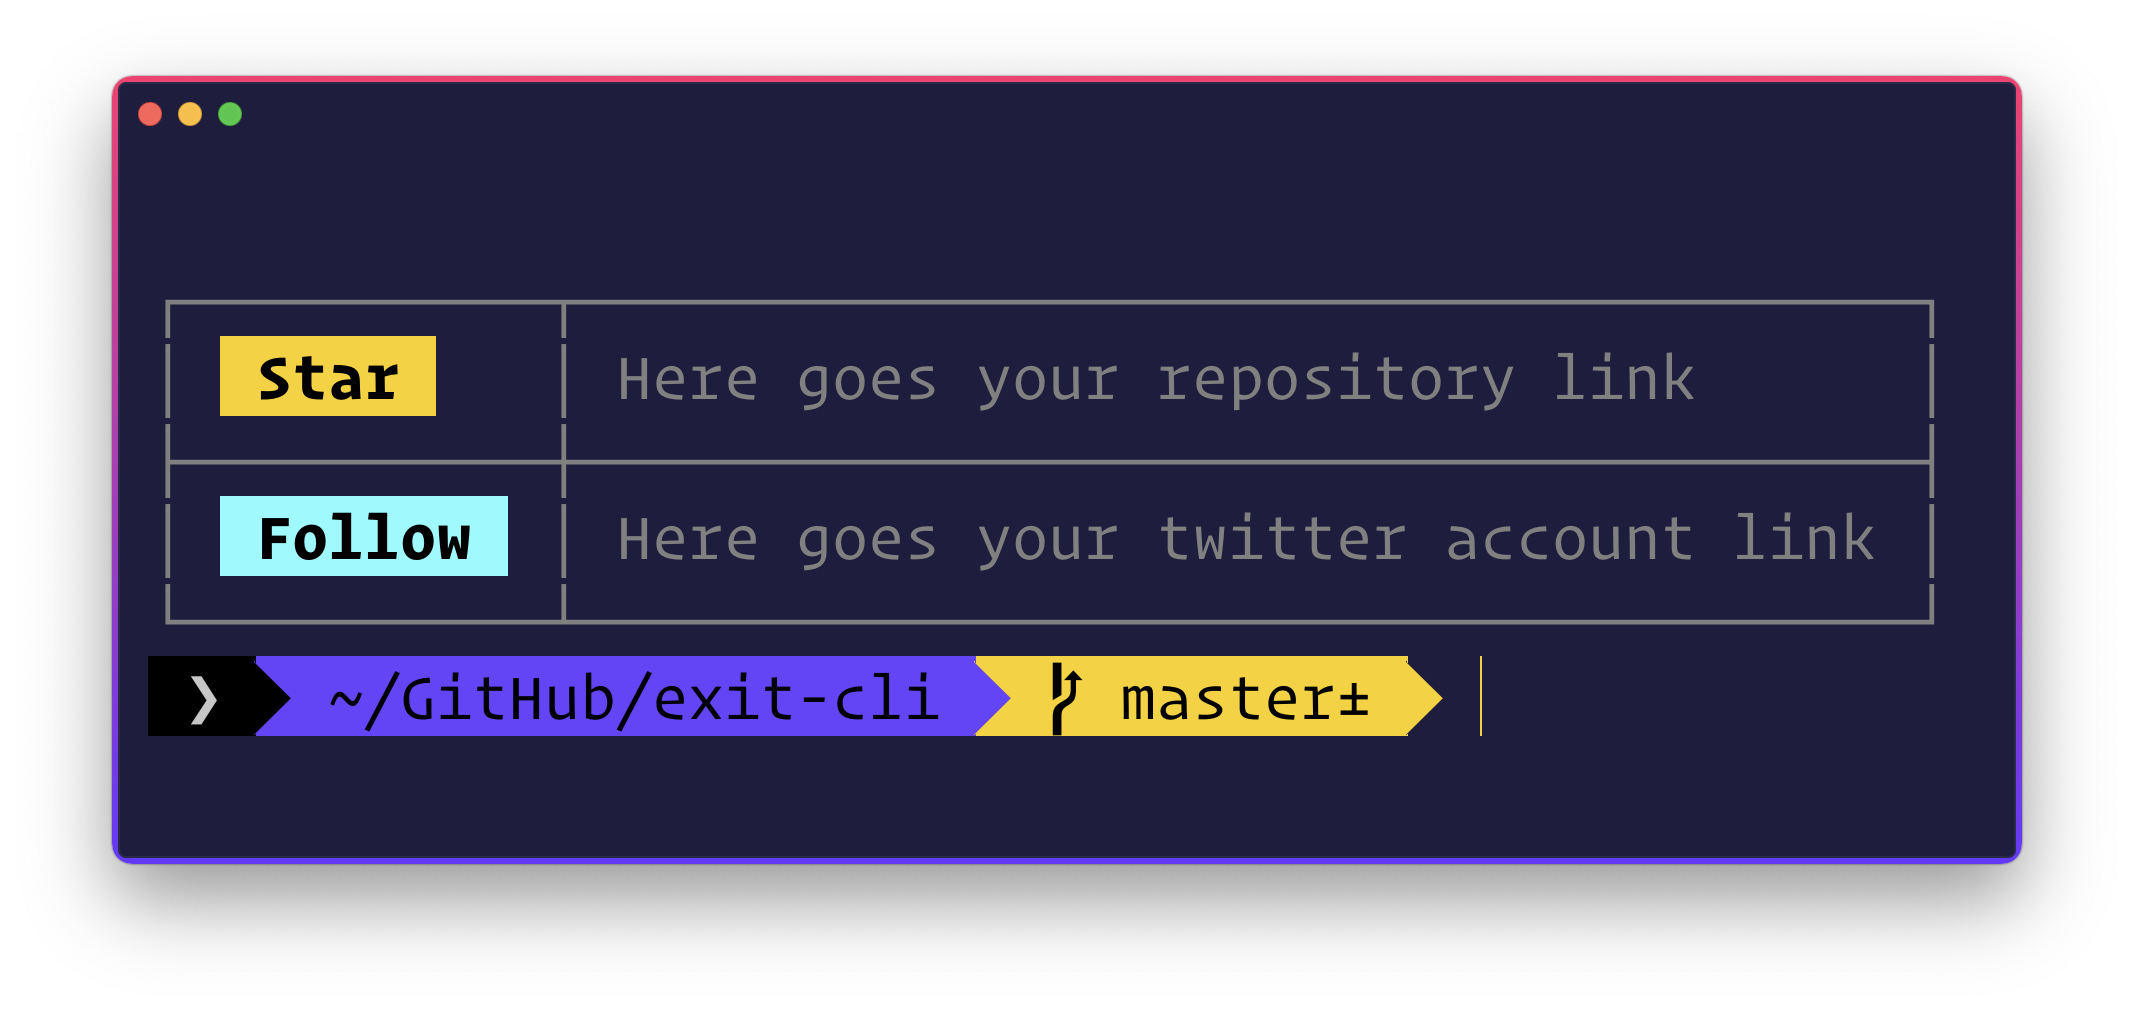 Star Here goes your repository link
Follow Here goes your twitter account link
❯ ~/GitHub/exit-cli master±